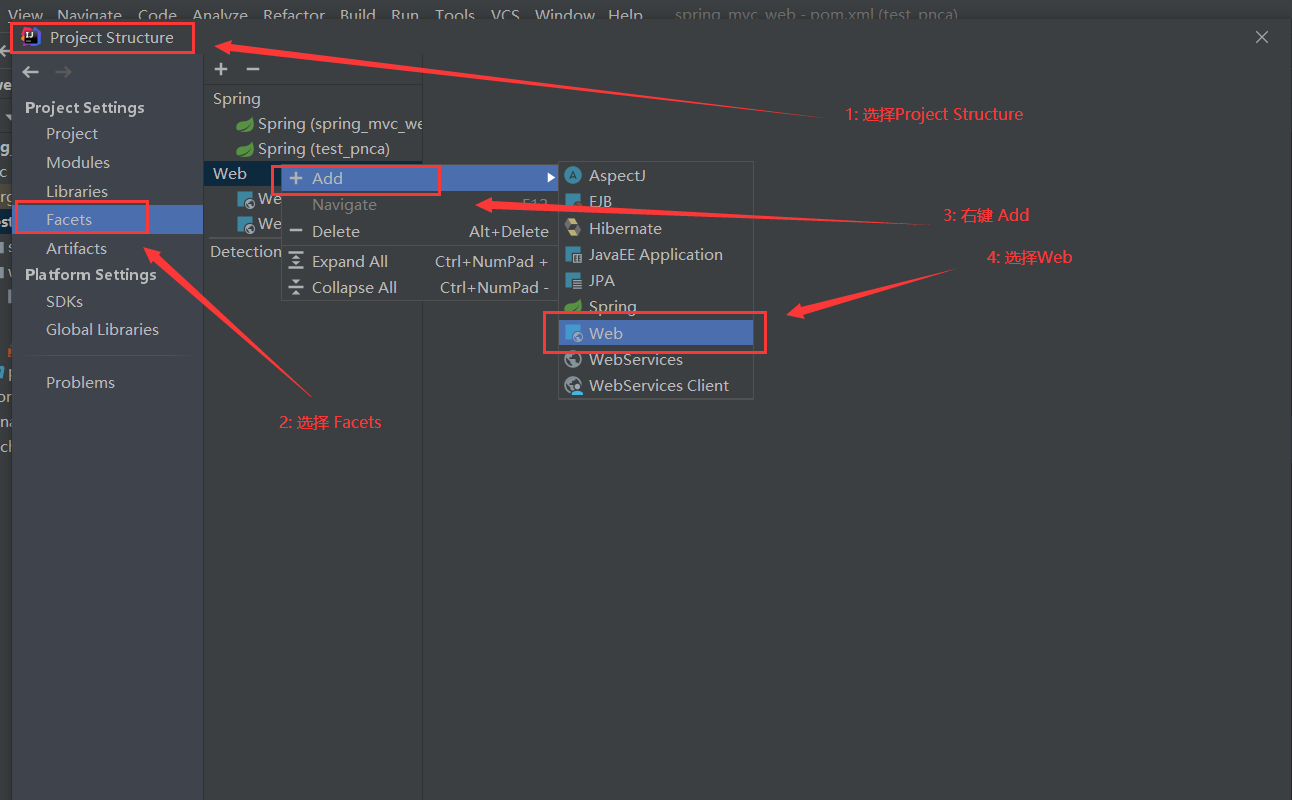 View Navigate Code Analyze Refactor Build Run Tools VCS Window Help spring_mvc_web - pom.xml (test_pnca)
Project Structure
Project Settings
Project
Modules
Libraries
Facets
Artifacts
Platform Settings
SDKs
Global Libraries
Problems
Spring
Spring (spring_mvc_we
Spring (test_pnca)
Web
We
We
Detection
Add
Navigate
Delete Alt+Delete
Expand All Ctrl+NumPad +
Collapse All Ctrl+NumPad -
AspectJ
EJB
Hibernate
JavaEE Application
JPA
Spring
Web
WebServices
WebServices Client
1: 选择Project Structure
2: 选择 Facets
3: 右键 Add
4: 选择Web